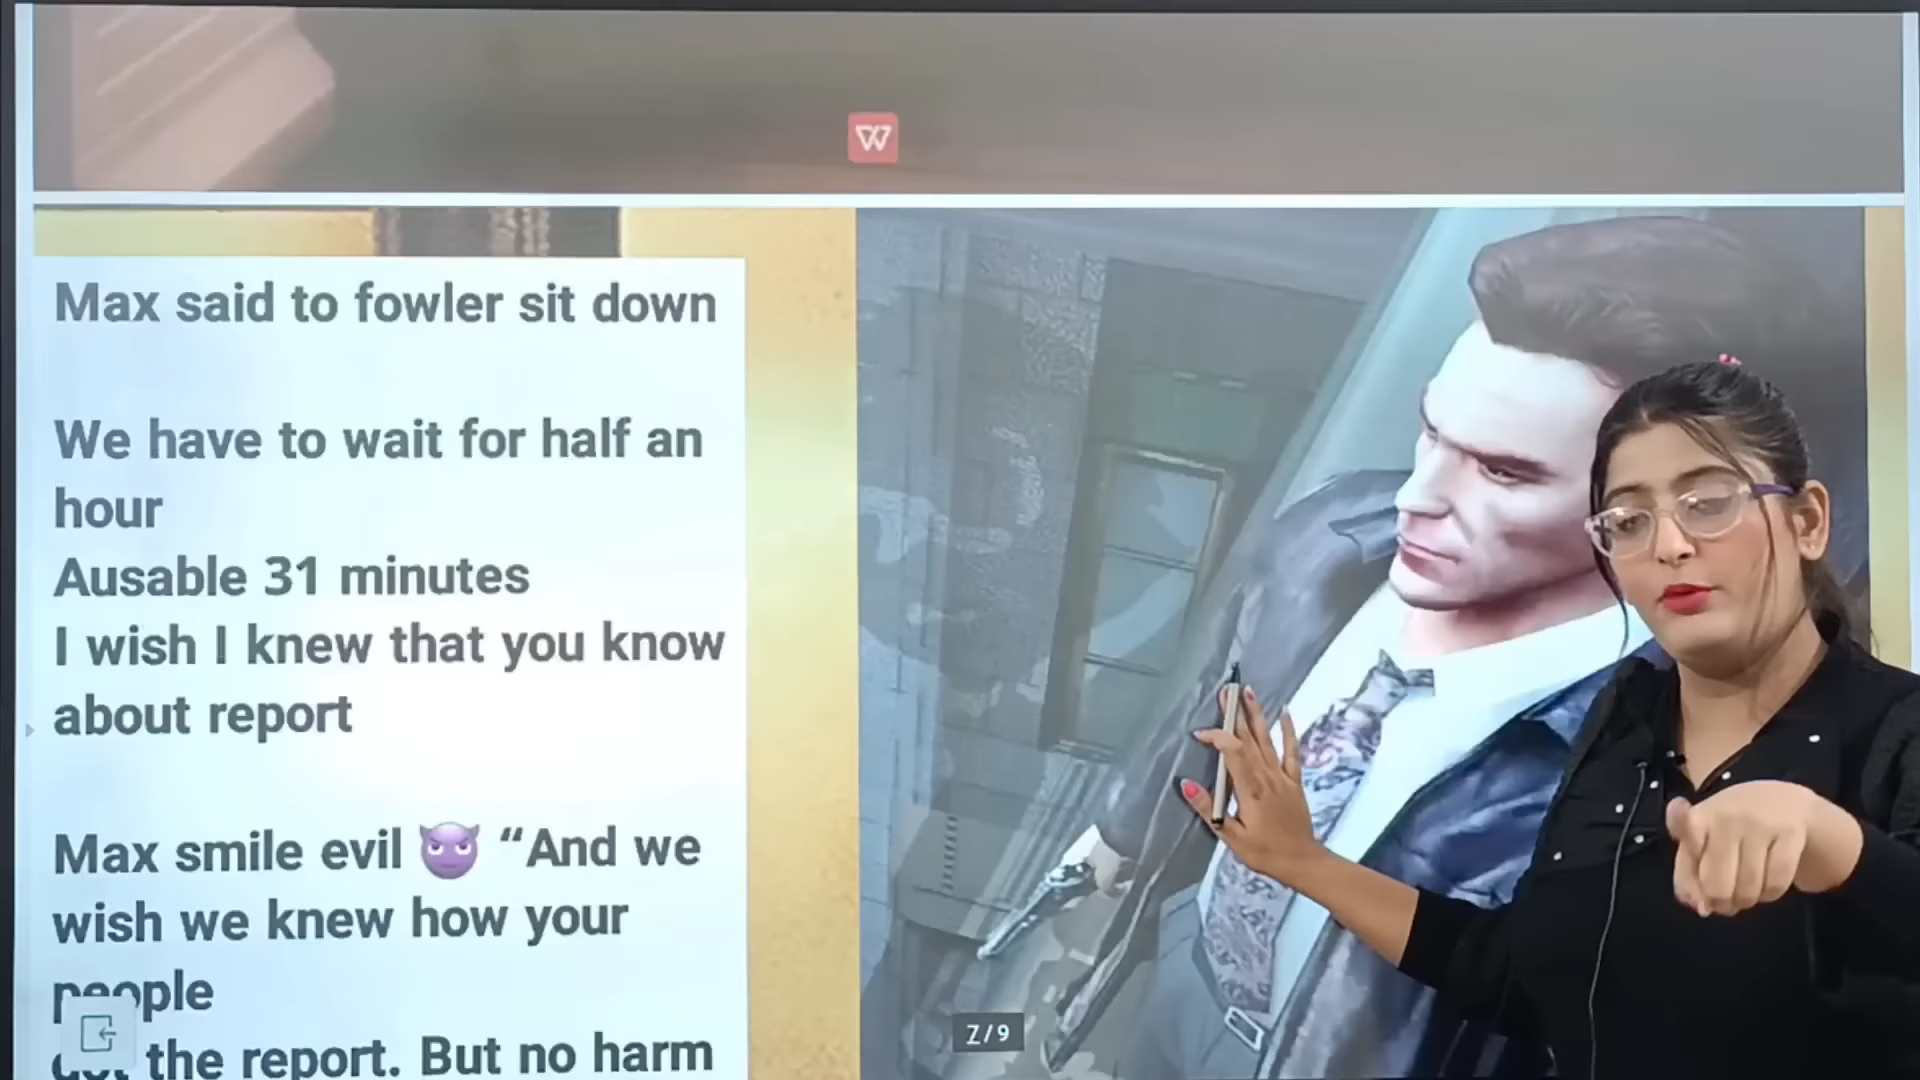 W
Max said to fowler sit down
We have to wait for half an
hour
Ausable 31 minutes
I wish I knew that you know
about report
Max smile evil 😈 “And we
wish we knew how your
people
the report. But no harm
7/9